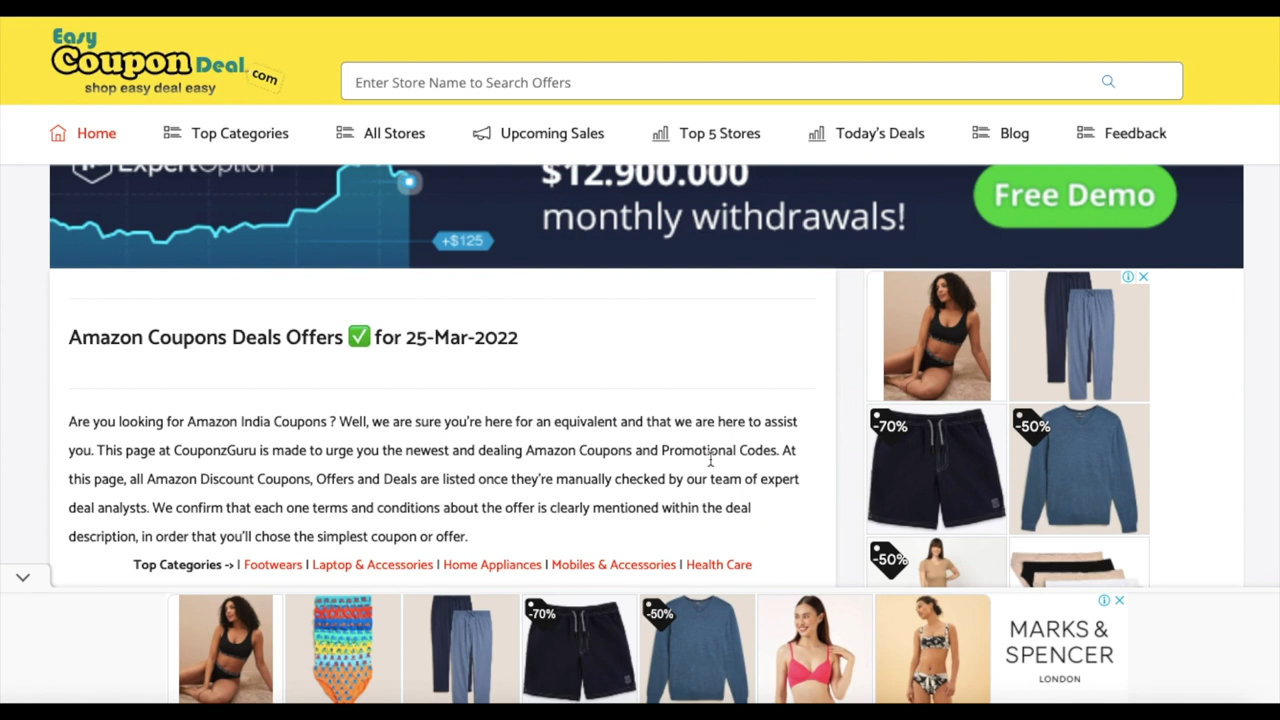 Easy
Coupon Deal.com
shop easy deal easy
Enter Store Name to Search Offers
Home Top Categories All Stores Upcoming Sales Top 5 Stores Today's Deals Blog Feedback
ExpertOption
$12.900.000
monthly withdrawals!
Free Demo
+$125
Amazon Coupons Deals Offers ✅ for 25-Mar-2022
Are you looking for Amazon India Coupons ? Well, we are sure you're here for an equivalent and that we are here to assist
you. This page at CouponzGuru is made to urge you the newest and dealing Amazon Coupons and Promotional Codes. At
this page, all Amazon Discount Coupons, Offers and Deals are listed once they're manually checked by our team of expert
deal analysts. We confirm that each one terms and conditions about the offer is clearly mentioned within the deal
description, in order that you'll chose the simplest coupon or offer.
Top Categories -> | Footwears | Laptop & Accessories | Home Appliances | Mobiles & Accessories | Health Care
-70%
-50%
-50%
-70%
-50%
MARKS &
SPENCER
LONDON